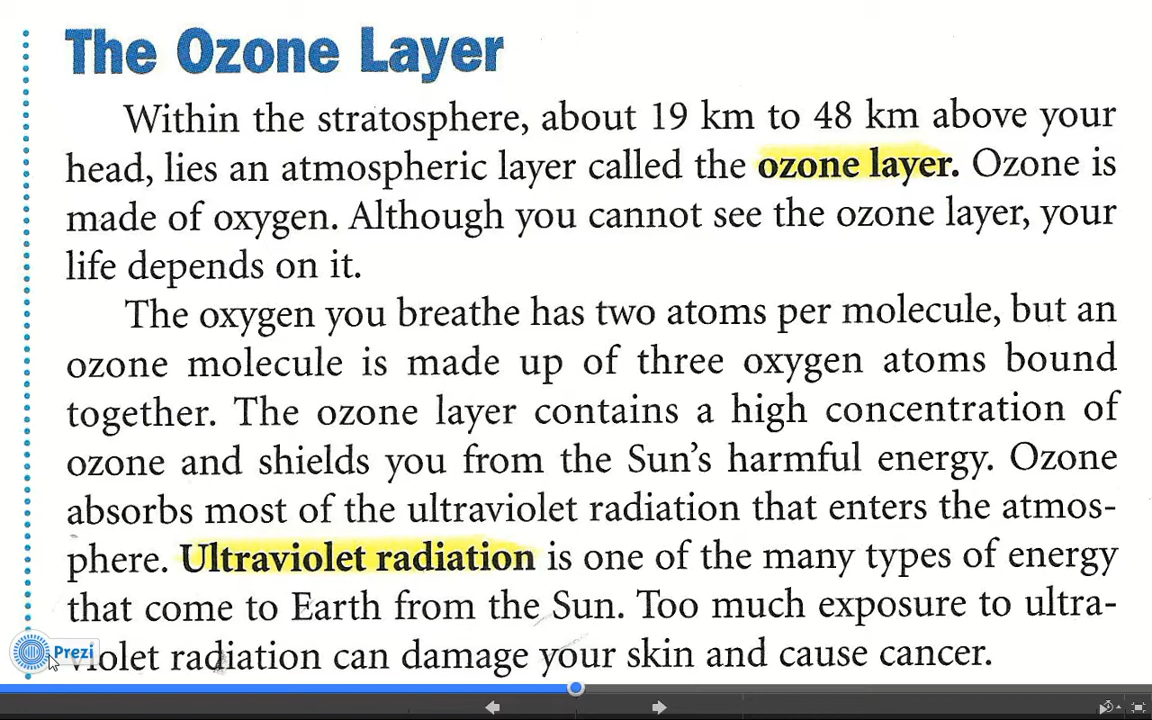 The Ozone Layer
Within the stratosphere, about 19 km to 48 km above your
head, lies an atmospheric layer called the ozone layer. Ozone is
made of oxygen. Although you cannot see the ozone layer, your
life depends on it.
The oxygen you breathe has two atoms per molecule, but an
ozone molecule is made up of three oxygen atoms bound
together. The ozone layer contains a high concentration of
ozone and shields you from the Sun's harmful energy. Ozone
absorbs most of the ultraviolet radiation that enters the atmos-
phere. Ultraviolet radiation is one of the many types of energy
that come to Earth from the Sun. Too much exposure to ultra-
violet radiation can damage your skin and cause cancer.
Prezi